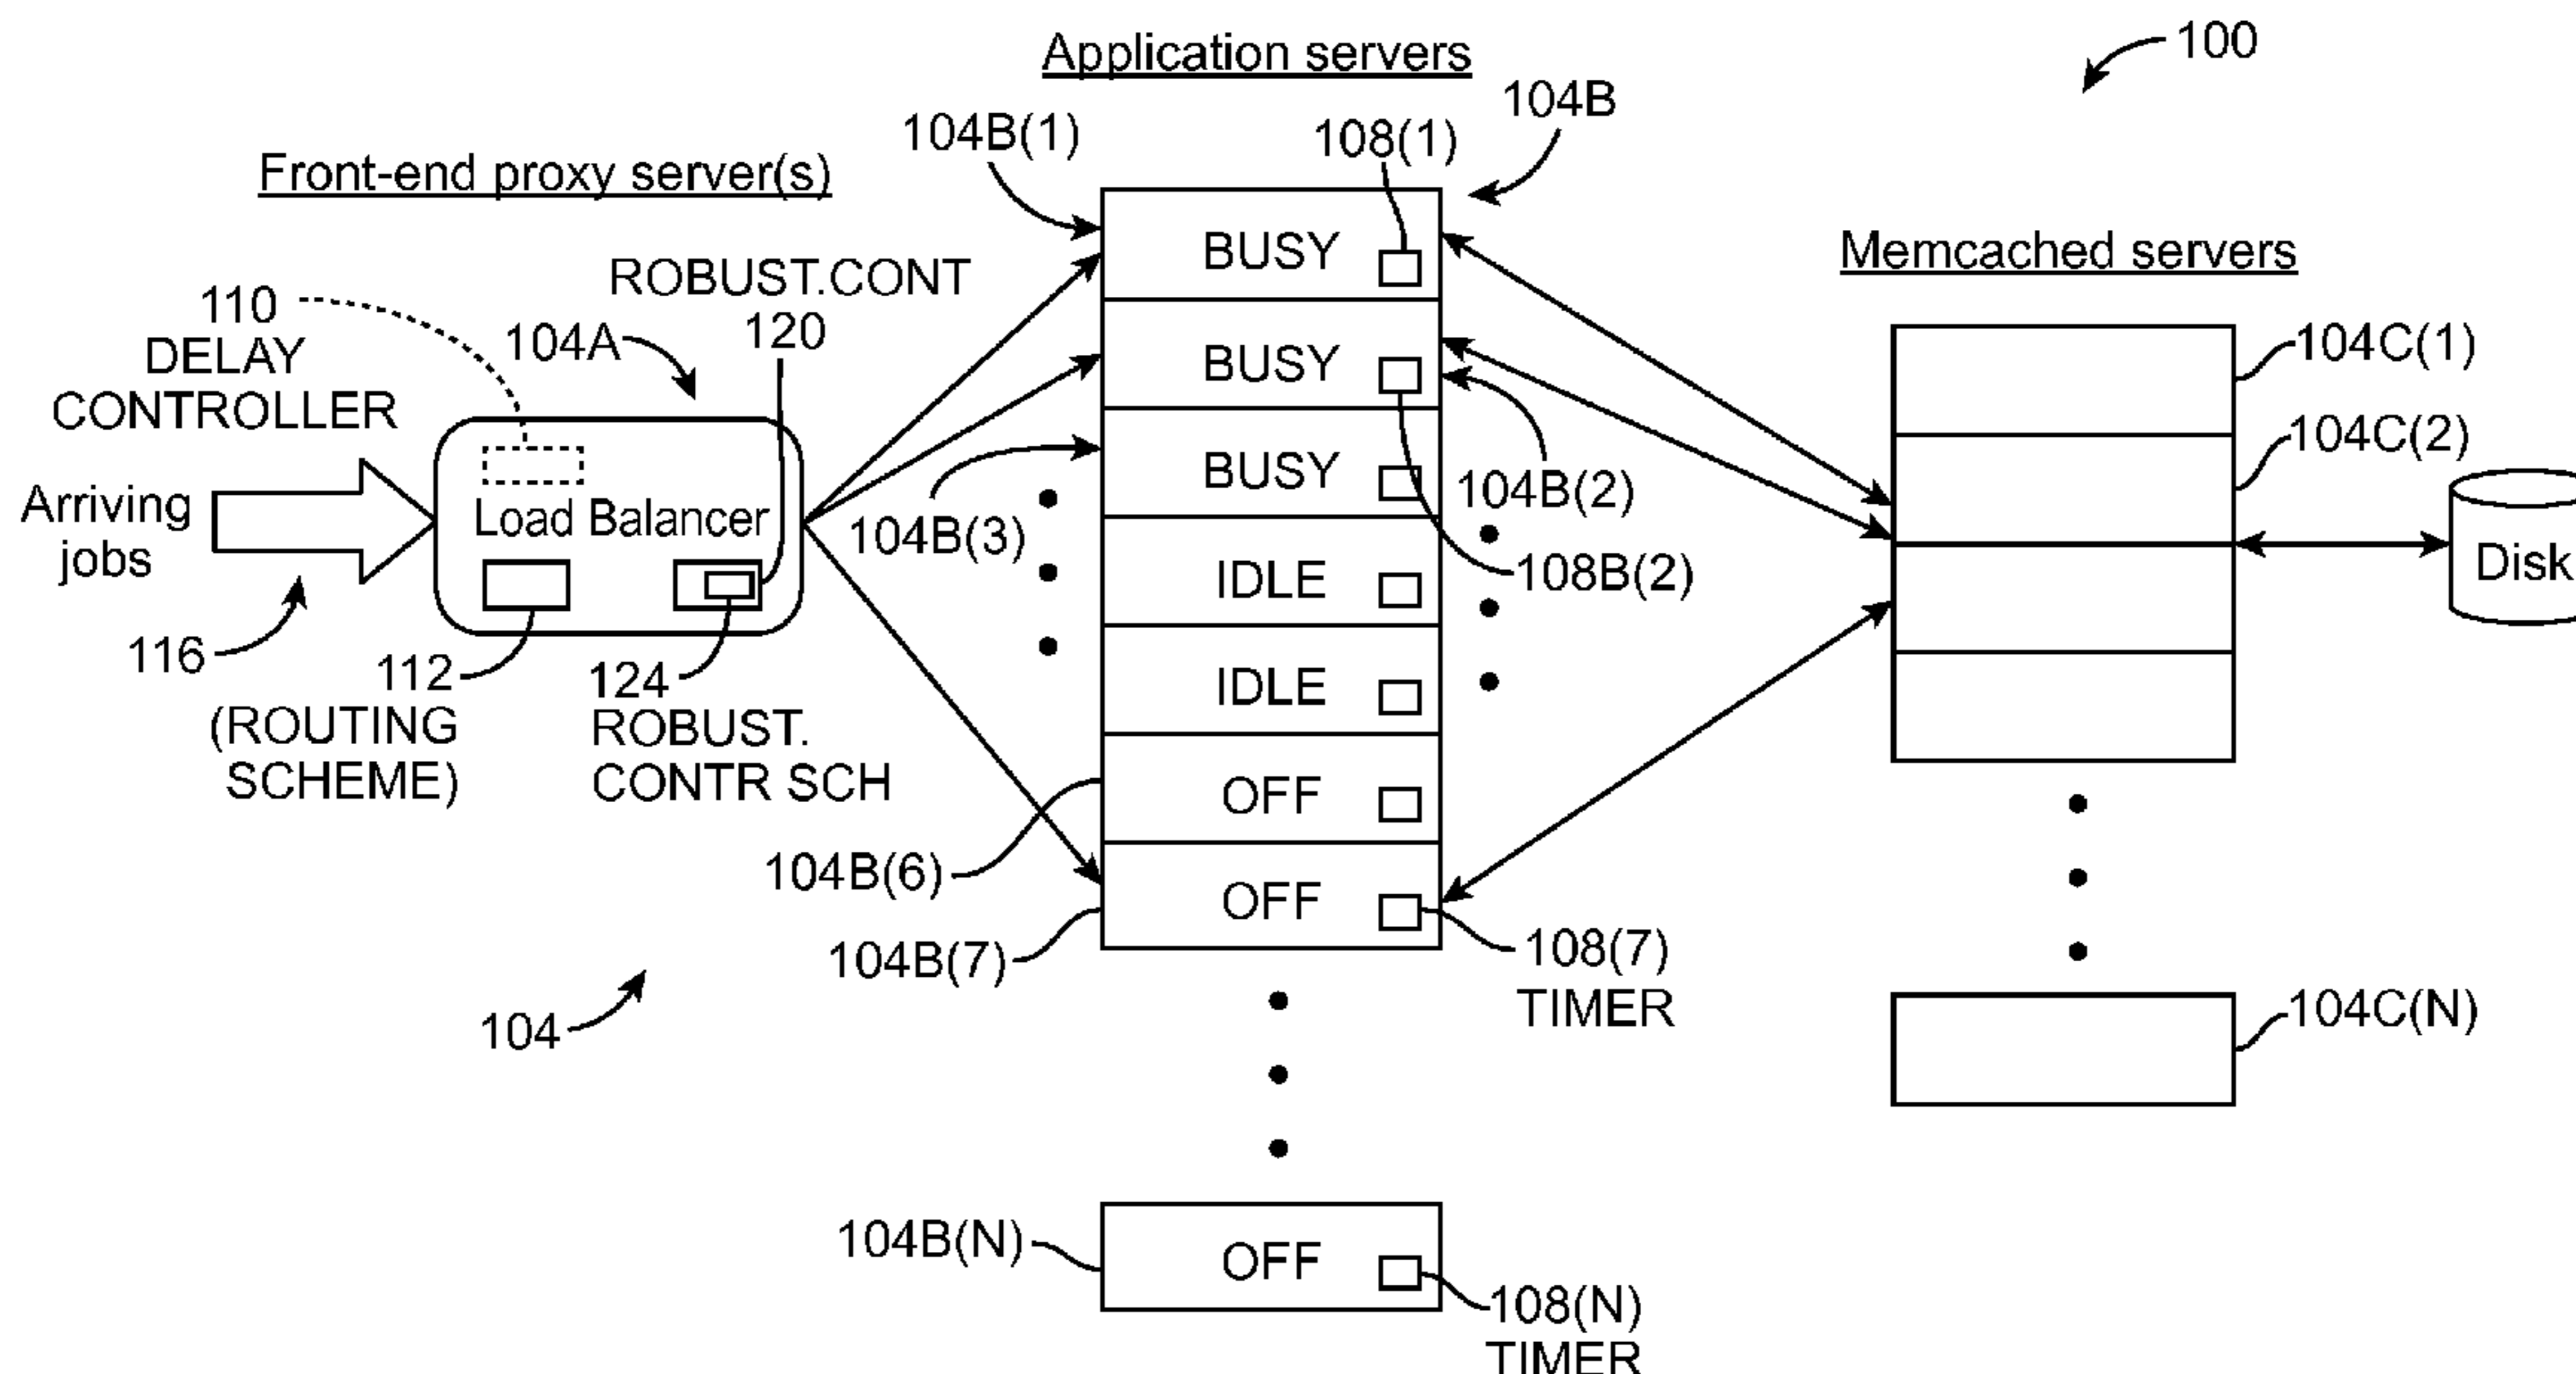 Application servers
100
104B
104B(1)
108(1)
Front-end proxy server(s)
ROBUST.CONT
120
110
DELAY
CONTROLLER
104A
Arriving
jobs
116
Load Balancer
112
(ROUTING
SCHEME)
124
ROBUST.
CONTR SCH
104
BUSY
BUSY
BUSY
IDLE
IDLE
OFF
OFF
104B(3)
104B(2)
108B(2)
104B(6)
104B(7)
108(7)
TIMER
104B(N)
OFF
108(N)
TIMER
Memcached servers
104C(1)
104C(2)
Disk
104C(N)